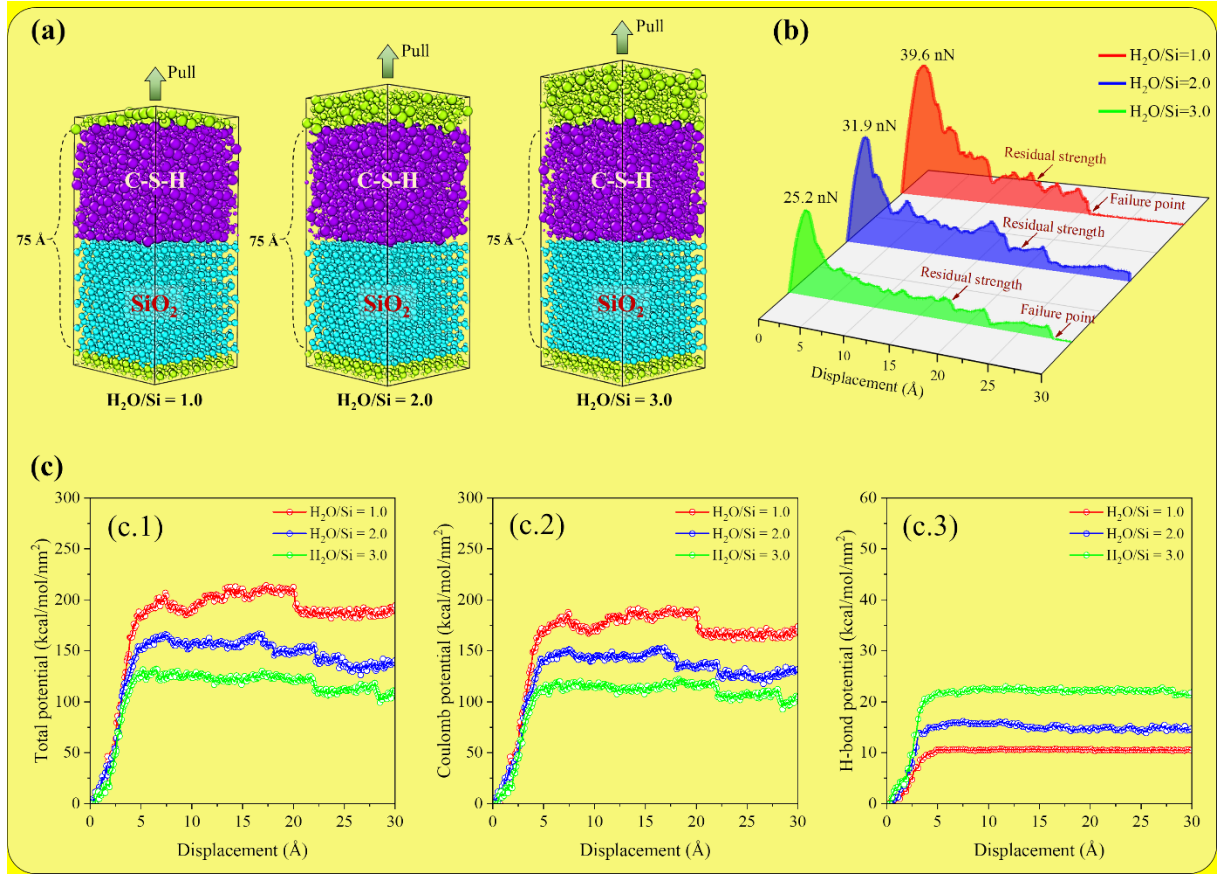 (a)
Pull
Pull
Pull
75 Å
C-S-H
SiO₂
H₂O/Si = 1.0
75 Å
C-S-H
SiO₂
H₂O/Si = 2.0
75 Å
C-S-H
SiO₂
H₂O/Si = 3.0
(b)
H₂O/Si=1.0
H₂O/Si=2.0
H₂O/Si=3.0
39.6 nN
31.9 nN
25.2 nN
Residual strength
Failure point
Residual strength
Residual strength
Failure point
0
5
10
15
20
25
30
Displacement (Å)
(c)
(c.1)
H₂O/Si = 1.0
H₂O/Si = 2.0
H₂O/Si = 3.0
Total potential (kcal/mol/nm²)
300
250
200
150
100
50
0
0 5 10 15 20 25 30
Displacement (Å)
(c.2)
H₂O/Si = 1.0
H₂O/Si = 2.0
H₂O/Si = 3.0
Coulomb potential (kcal/mol/nm²)
300
250
200
150
100
50
0
0 5 10 15 20 25 30
Displacement (Å)
(c.3)
H₂O/Si = 1.0
H₂O/Si = 2.0
H₂O/Si = 3.0
H-bond potential (kcal/mol/nm²)
60
50
40
30
20
10
0
0 5 10 15 20 25 30
Displacement (Å)